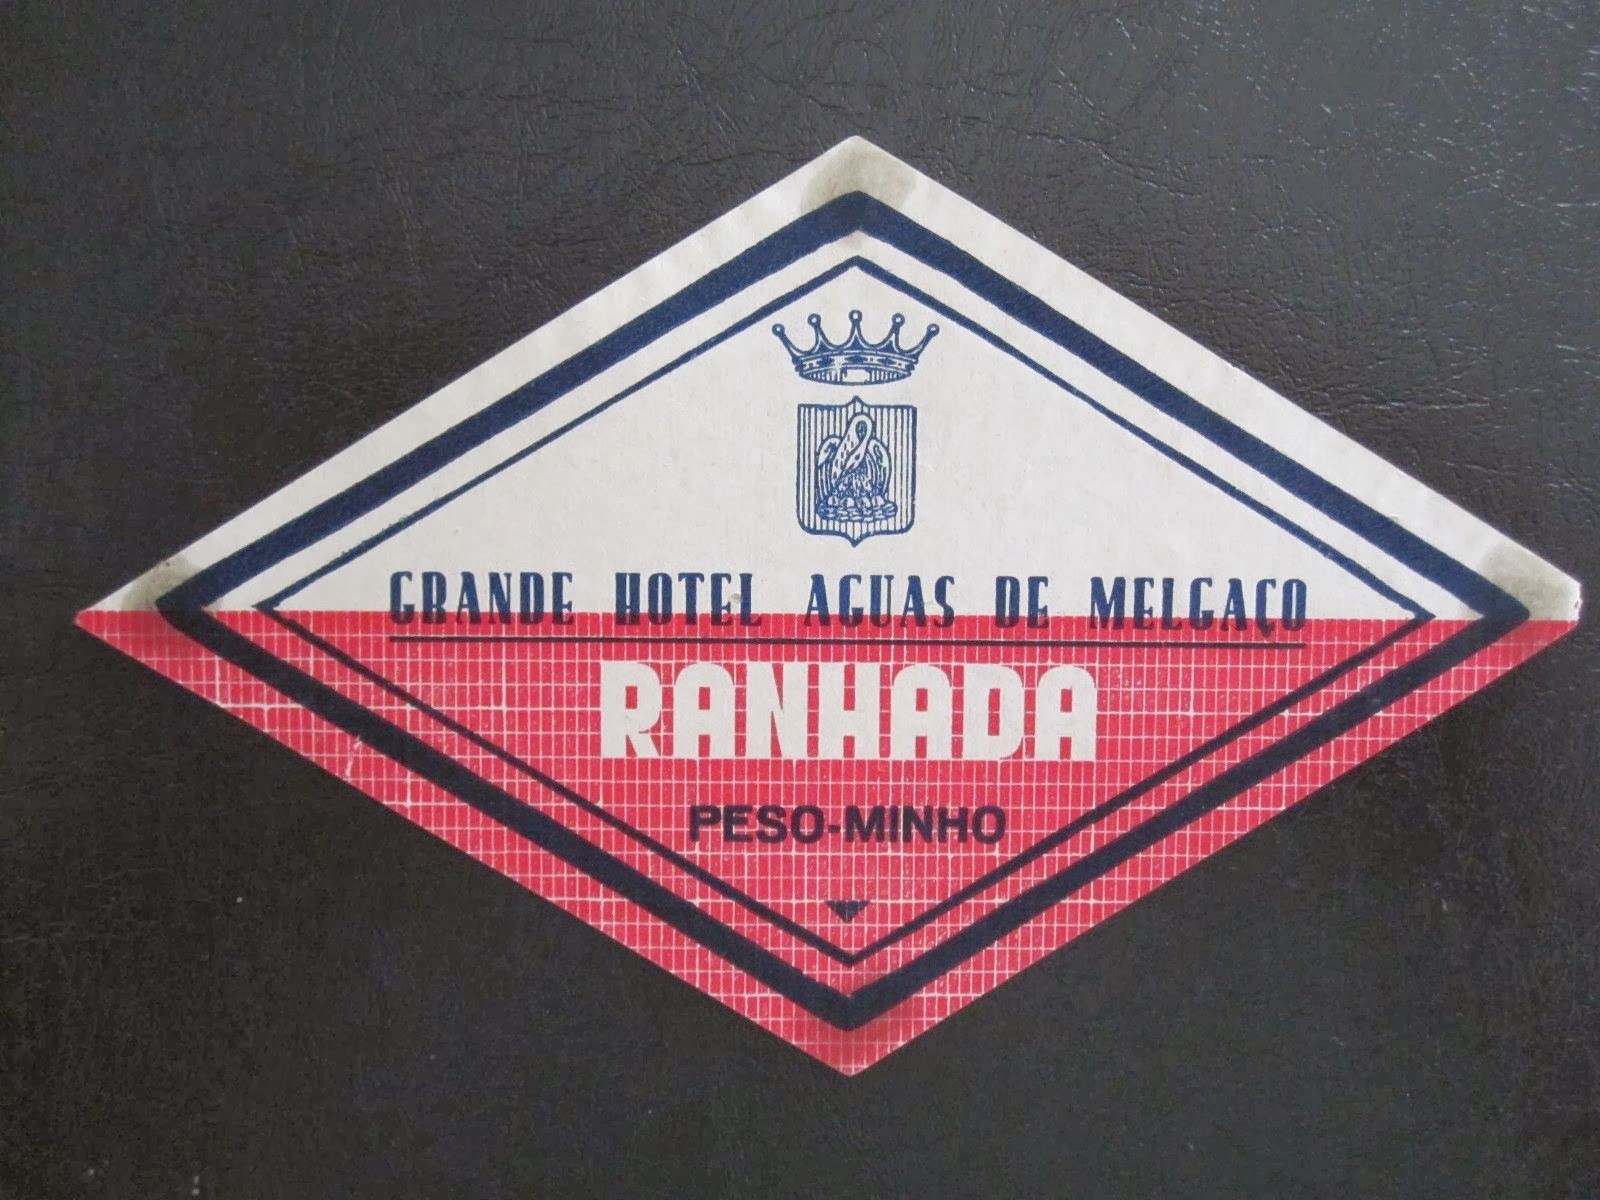 GRANDE HOTEL AGUAS DE MELGAÇO
RANHADA
PESO-MINHO